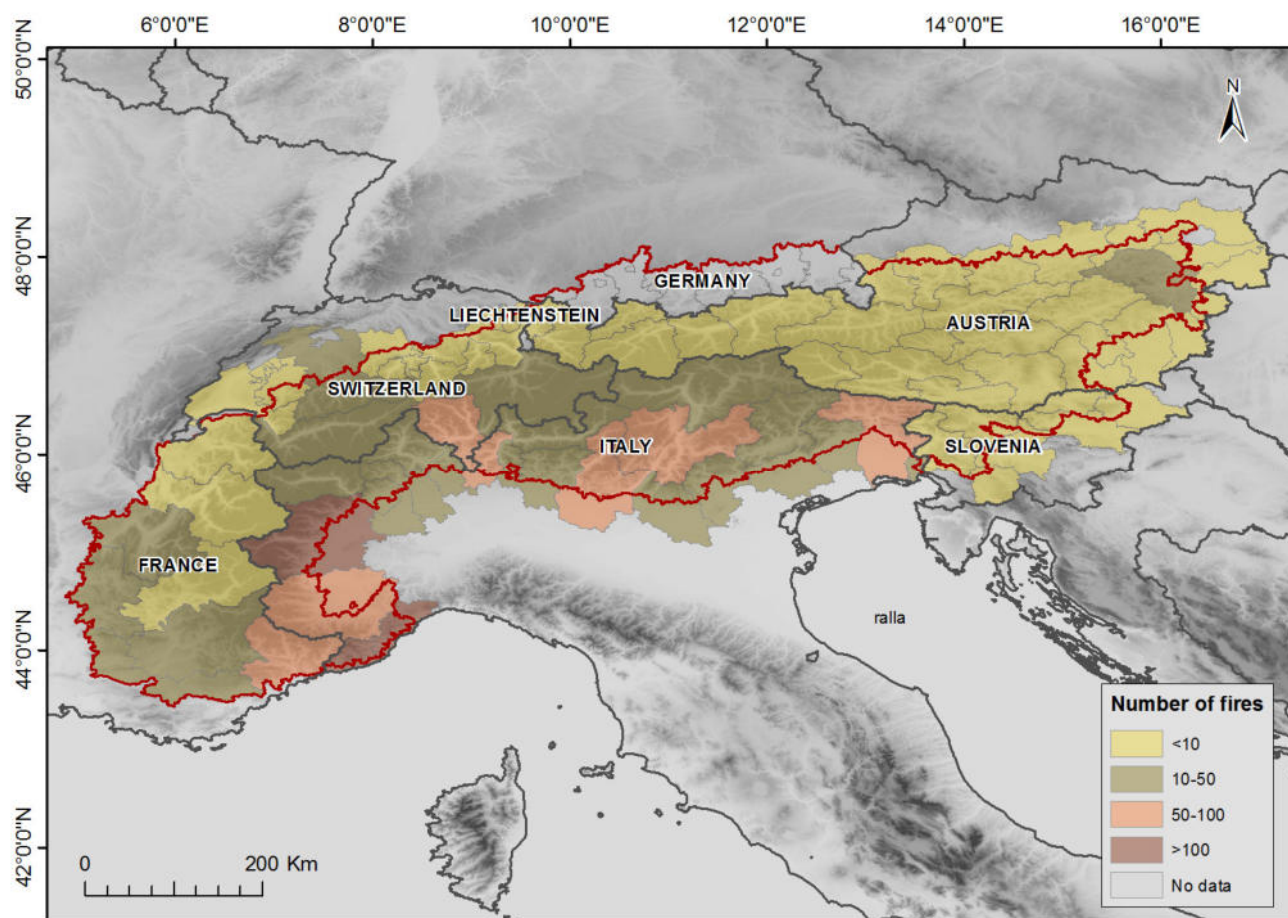 6°0'0"E 8°0'0"E 10°0'0"E 12°0'0"E 14°0'0"E 16°0'0"E
50°0'0"N
N
48°0'0"N
GERMANY
LIECHTENSTEIN
AUSTRIA
SWITZERLAND
46°0'0"N
ITALY
SLOVENIA
FRANCE
44°0'0"N
ralla
Number of fires
<10
10-50
50-100
>100
No data
42°0'0"N
0 200 Km